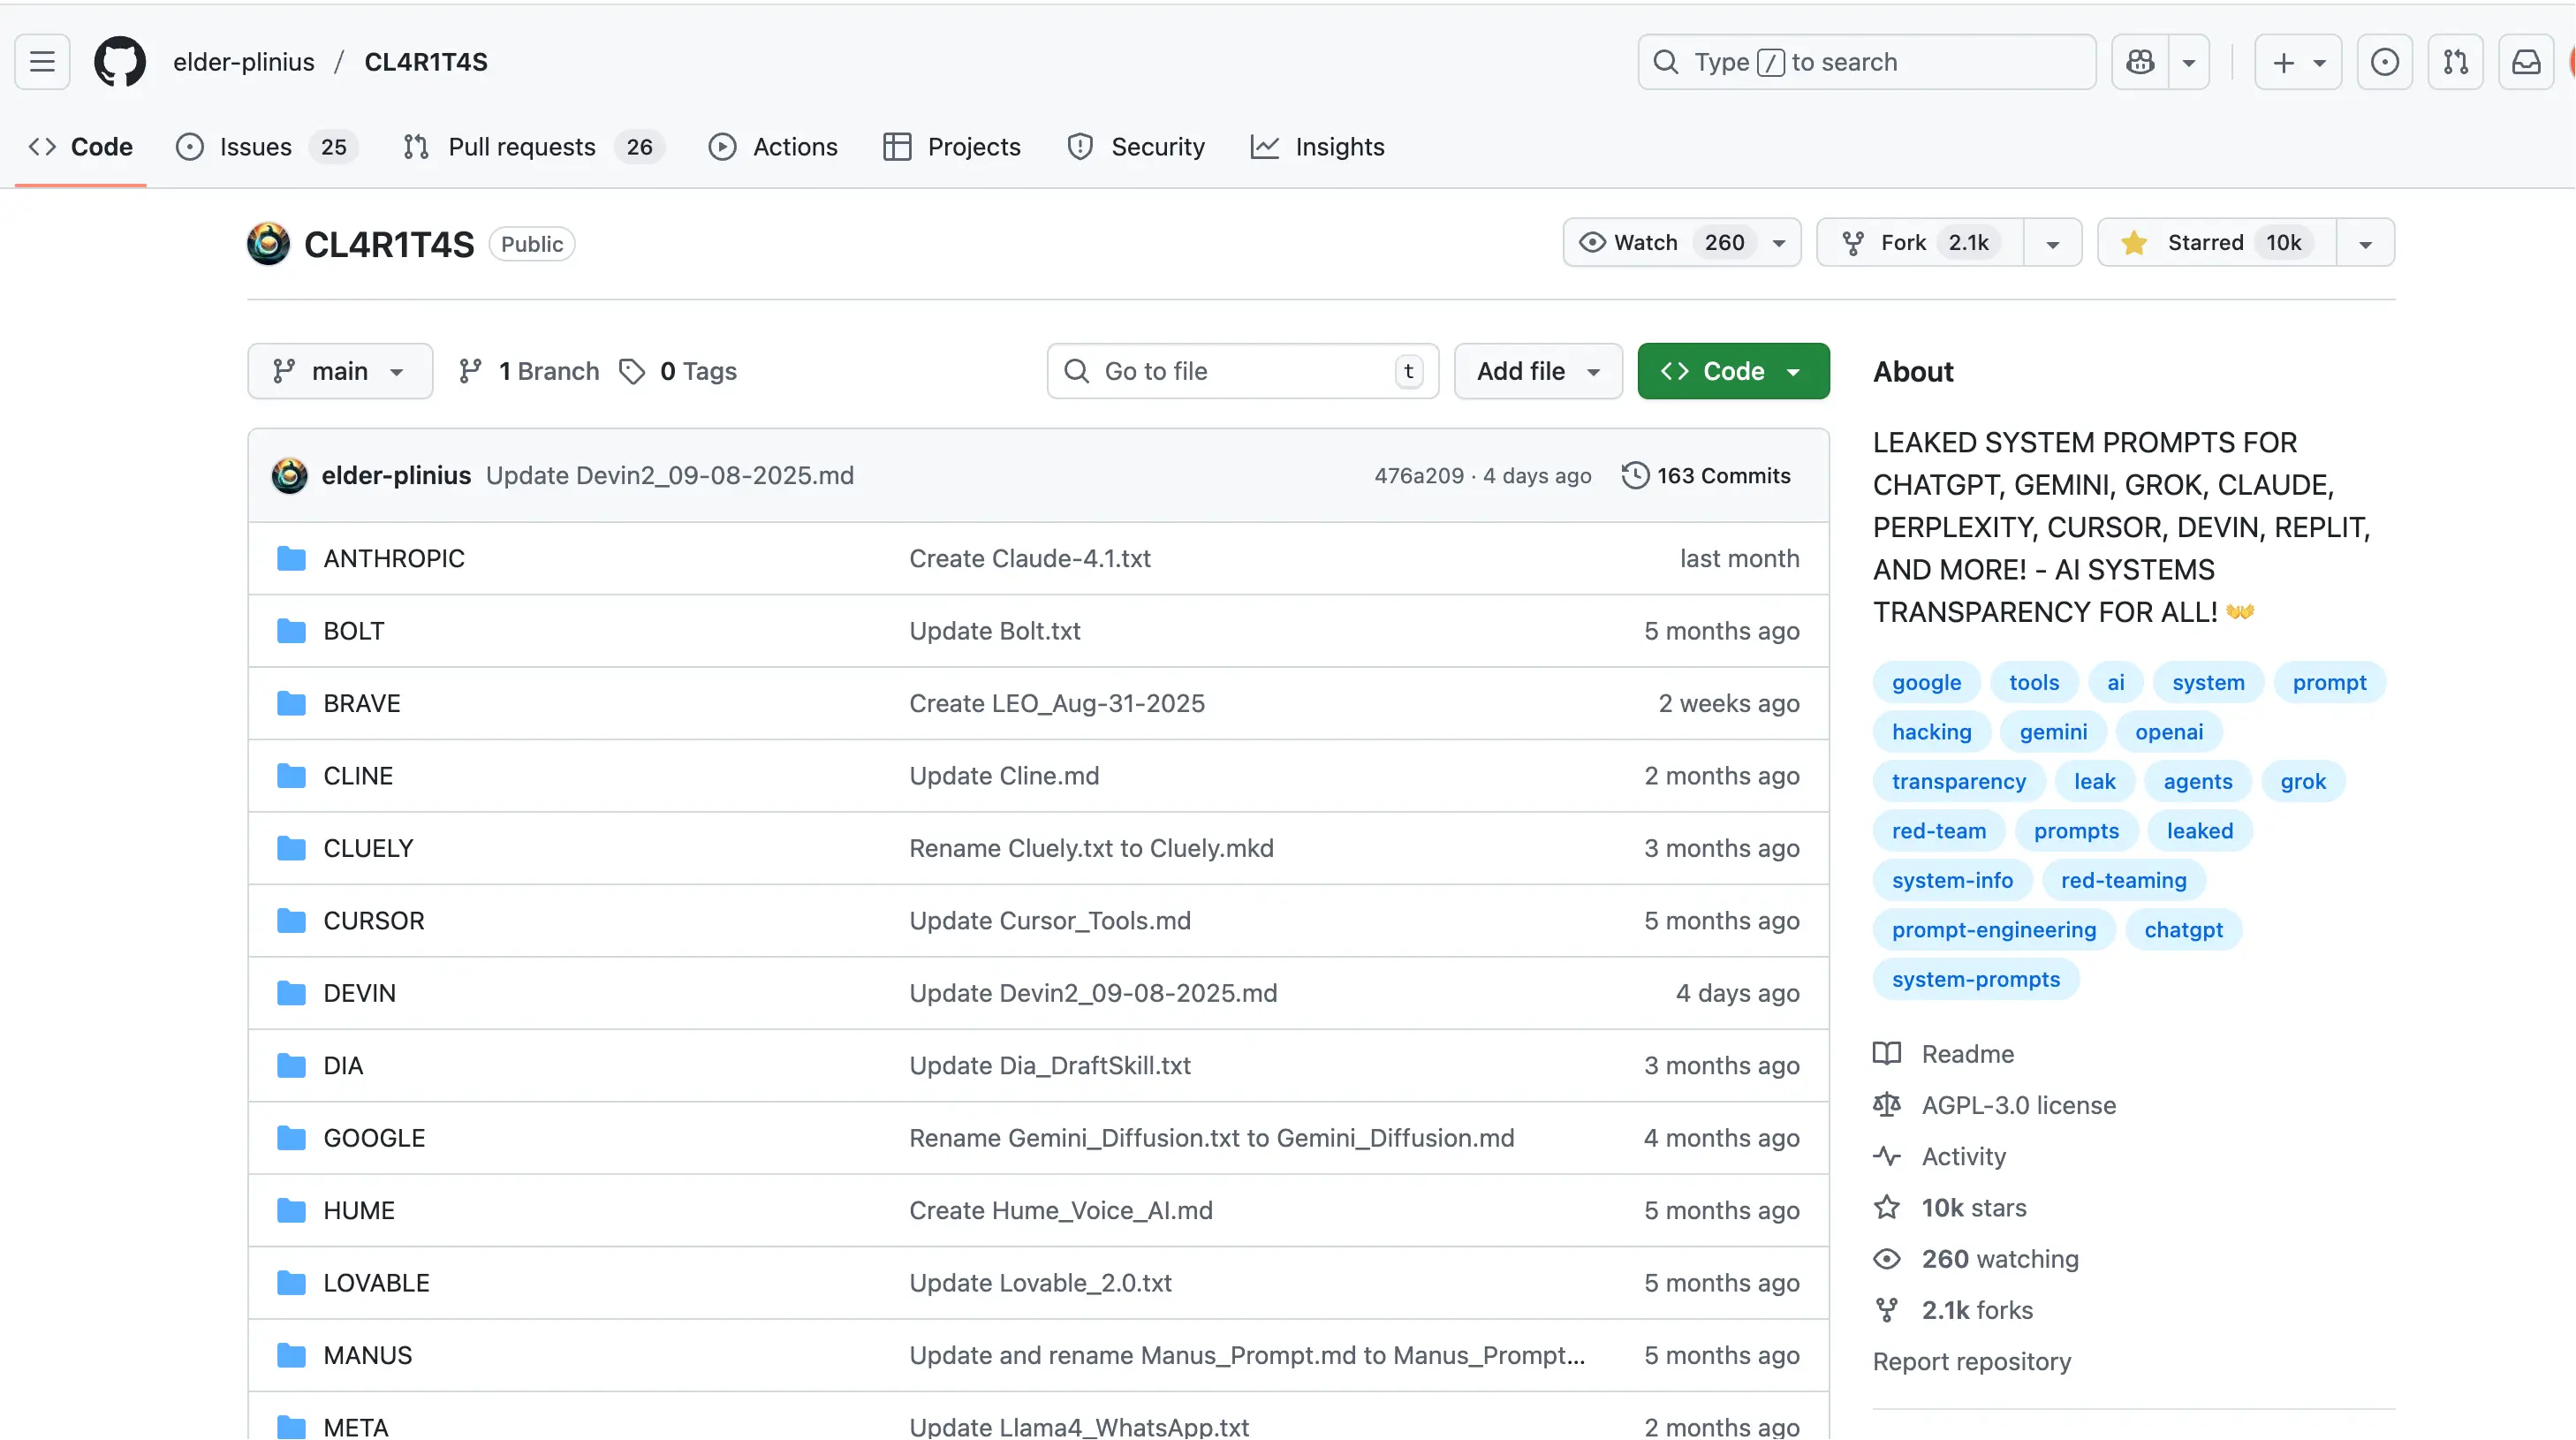 elder-plinius / CL4R1T4S
Type / to search
Code
Issues 25
Pull requests 26
Actions
Projects
Security
Insights
CL4R1T4S Public
Watch 260
Fork 2.1k
Starred 10k
main
1 Branch
0 Tags
Go to file t
Add file
Code
elder-plinius Update Devin2_09-08-2025.md 476a209 · 4 days ago 163 Commits
ANTHROPIC Create Claude-4.1.txt last month
BOLT Update Bolt.txt 5 months ago
BRAVE Create LEO_Aug-31-2025 2 weeks ago
CLINE Update Cline.md 2 months ago
CLUELY Rename Cluely.txt to Cluely.mkd 3 months ago
CURSOR Update Cursor_Tools.md 5 months ago
DEVIN Update Devin2_09-08-2025.md 4 days ago
DIA Update Dia_DraftSkill.txt 3 months ago
GOOGLE Rename Gemini_Diffusion.txt to Gemini_Diffusion.md 4 months ago
HUME Create Hume_Voice_AI.md 5 months ago
LOVABLE Update Lovable_2.0.txt 5 months ago
MANUS Update and rename Manus_Prompt.md to Manus_Prompt... 5 months ago
META Update Llama4_WhatsApp.txt 2 months ago
About
LEAKED SYSTEM PROMPTS FOR
CHATGPT, GEMINI, GROK, CLAUDE,
PERPLEXITY, CURSOR, DEVIN, REPLIT,
AND MORE! - AI SYSTEMS
TRANSPARENCY FOR ALL! 👐
google tools ai system prompt
hacking gemini openai
transparency leak agents grok
red-team prompts leaked
system-info red-teaming
prompt-engineering chatgpt
system-prompts
Readme
AGPL-3.0 license
Activity
10k stars
260 watching
2.1k forks
Report repository